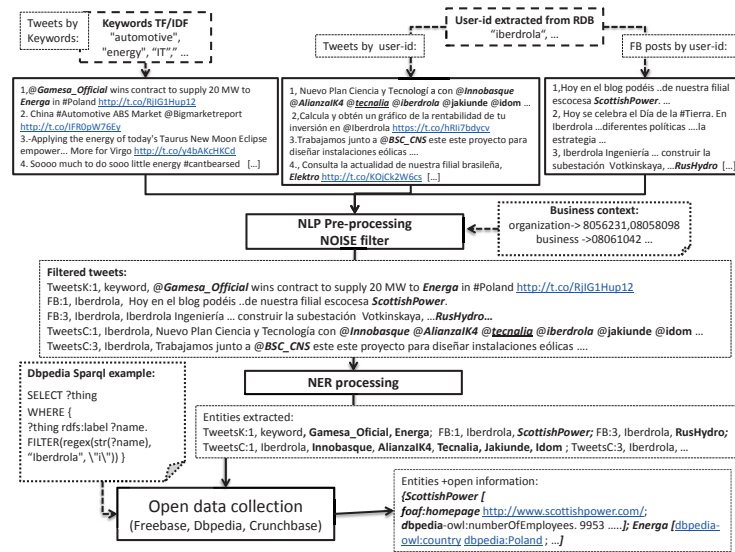 Tweets by
Keywords:
Keywords TF/IDF
"automotive",
"energy", "IT",” …
User-id extracted from RDB
“iberdrola“, …
Tweets by user-id:
FB posts by user-id:
1,@Gamesa_Official wins contract to supply 20 MW to
Energa in #Poland http://t.co/RjIG1Hup12
2. China #Automotive ABS Market @Bigmarketreport
http://t.co/IFR0pW76Ey
3.-Applying the energy of today's Taurus New Moon Eclipse
empower… More for Virgo http://t.co/y4bAKcHKCd
4. Soooo much to do sooo little energy #cantbearsed […]
1, Nuevo Plan Ciencia y Tecnologí a con @Innobasque
@AlianzaIK4 @tecnalia @iberdrola @jakiunde @idom …
2,Calcula y obtén un gráfico de la rentabilidad de tu
inversión en @Iberdrola https://t.co/hRIi7bdycv
3.Trabajamos junto a @BSC_CNS este este proyecto para
diseñar instalaciones eólicas ….
4., Consulta la actualidad de nuestra filial brasileña,
Elektro http://t.co/KOjCk2W6cs […]
1,Hoy en el blog podéis ..de nuestra filial
escocesa ScottishPower. …
2, Hoy se celebra el Día de la #Tierra. En
Iberdrola …diferentes políticas ….la
estrategia …
3, Iberdrola Ingeniería … construir la
subestación Votkinskaya, …RusHydro […]
NLP Pre-processing
NOISE filter
Business context:
organization-> 8056231,08058098
business ->08061042 …
Filtered tweets:
TweetsK:1, keyword, @Gamesa_Official wins contract to supply 20 MW to Energa in #Poland http://t.co/RjIG1Hup12
FB:1, Iberdrola, Hoy en el blog podéis ..de nuestra filial escocesa ScottishPower.
FB:3, Iberdrola, Iberdrola Ingeniería … construir la subestación Votkinskaya, …RusHydro…
TweetsC:1, Iberdrola, Nuevo Plan Ciencia y Tecnología con @Innobasque @AlianzaIK4 @tecnalia @iberdrola @jakiunde @idom …
TweetsC:3, Iberdrola, Trabajamos junto a @BSC_CNS este este proyecto para diseñar instalaciones eólicas ….
Dbpedia Sparql example:
SELECT ?thing
WHERE {
?thing rdfs:label ?name.
FILTER(regex(str(?name),
“Iberdrola", \"i\")) }
NER processing
Entities extracted:
TweetsK:1, keyword, Gamesa_Oficial, Energa; FB:1, Iberdrola, ScottishPower; FB:3, Iberdrola, RusHydro;
TweetsC:1, Iberdrola, Innobasque, AlianzaIK4, Tecnalia, Jakiunde, Idom ; TweetsC:3, Iberdrola, …
Open data collection
(Freebase, Dbpedia, Crunchbase)
Entities +open information:
{ScottishPower [
foaf:homepage http://www.scottishpower.com/;
dbpedia-owl:numberOfEmployees. 9953 …..]; Energa [dbpedia-
owl:country dbpedia:Poland ; …]